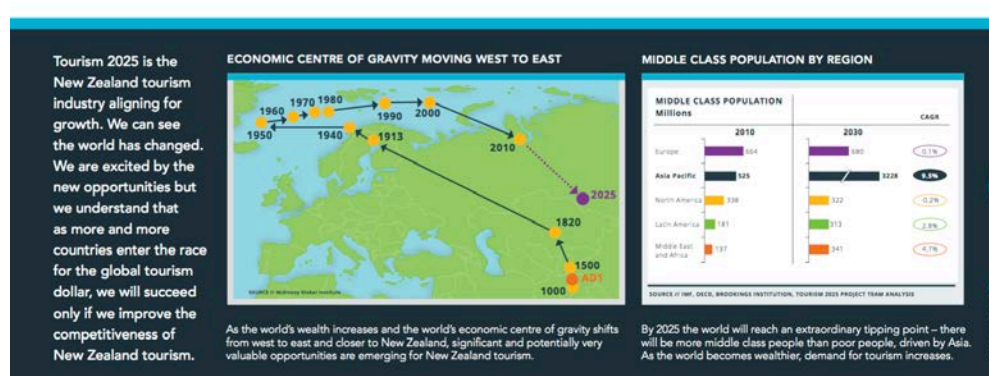 Tourism 2025 is the
New Zealand tourism
industry aligning for
growth. We can see
the world has changed.
We are excited by the
new opportunities but
we understand that
as more and more
countries enter the race
for the global tourism
dollar, we will succeed
only if we improve the
competitiveness of
New Zealand tourism.
ECONOMIC CENTRE OF GRAVITY MOVING WEST TO EAST
1960
1970 1980
1990
2000
1950
1940
1913
2010
2025
1820
1500
AD1
1000
SOURCE // McKinsey Global Institute
As the world's wealth increases and the world's economic centre of gravity shifts
from west to east and closer to New Zealand, significant and potentially very
valuable opportunities are emerging for New Zealand tourism.
MIDDLE CLASS POPULATION BY REGION
MIDDLE CLASS POPULATION
Millions
CAGR
2010 2030
Europe 664 680 0.1%
Asia Pacific 525 3228 9.5%
North America 338 322 -0.2%
Latin America 181 313 2.8%
Middle East
and Africa 137 341 4.7%
SOURCE // IMF, OECD, BROOKINGS INSTITUTION, TOURISM 2025 PROJECT TEAM ANALYSIS
By 2025 the world will reach an extraordinary tipping point – there
will be more middle class people than poor people, driven by Asia.
As the world becomes wealthier, demand for tourism increases.